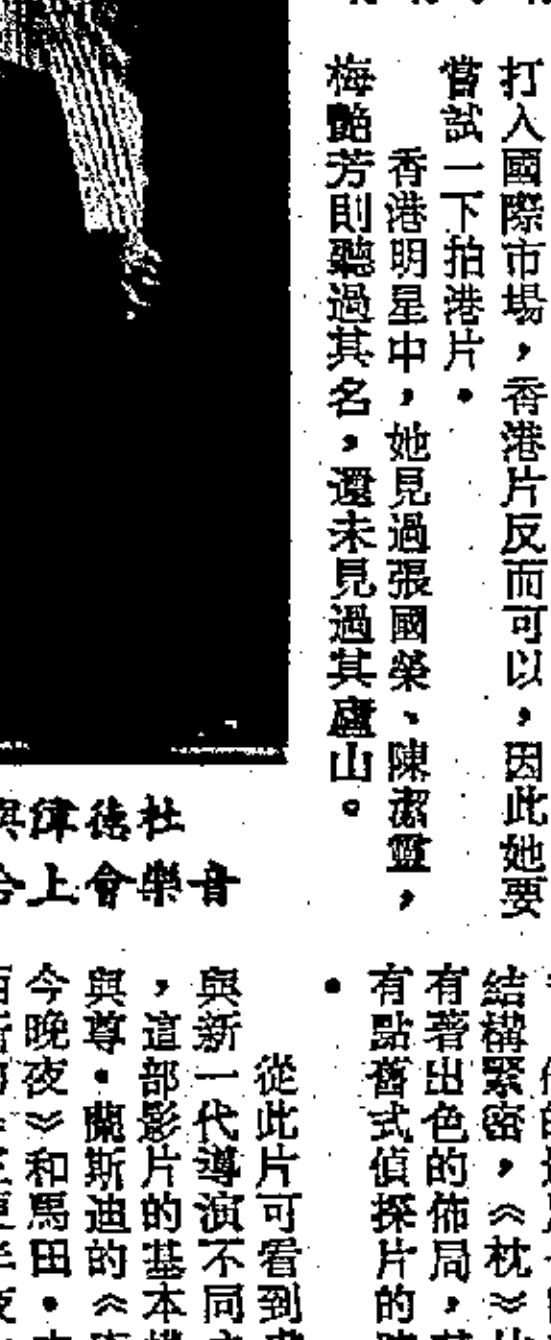 打入國際市場，香港片反而可以，因此她要
嘗試一下拍港片。
香港明星中，她見過張國榮、陳潔靈，
梅艷芳則聽過其名，還未見過其廬山。
杜德偉與
音樂會上合
結構緊密，《枕》
有著出色的佈局，
有點舊式偵探片的
。
從此片可看到
與新一代導演不同
，這部影片的基本
與尊・蘭斯迪的《
今晚夜》和馬田・